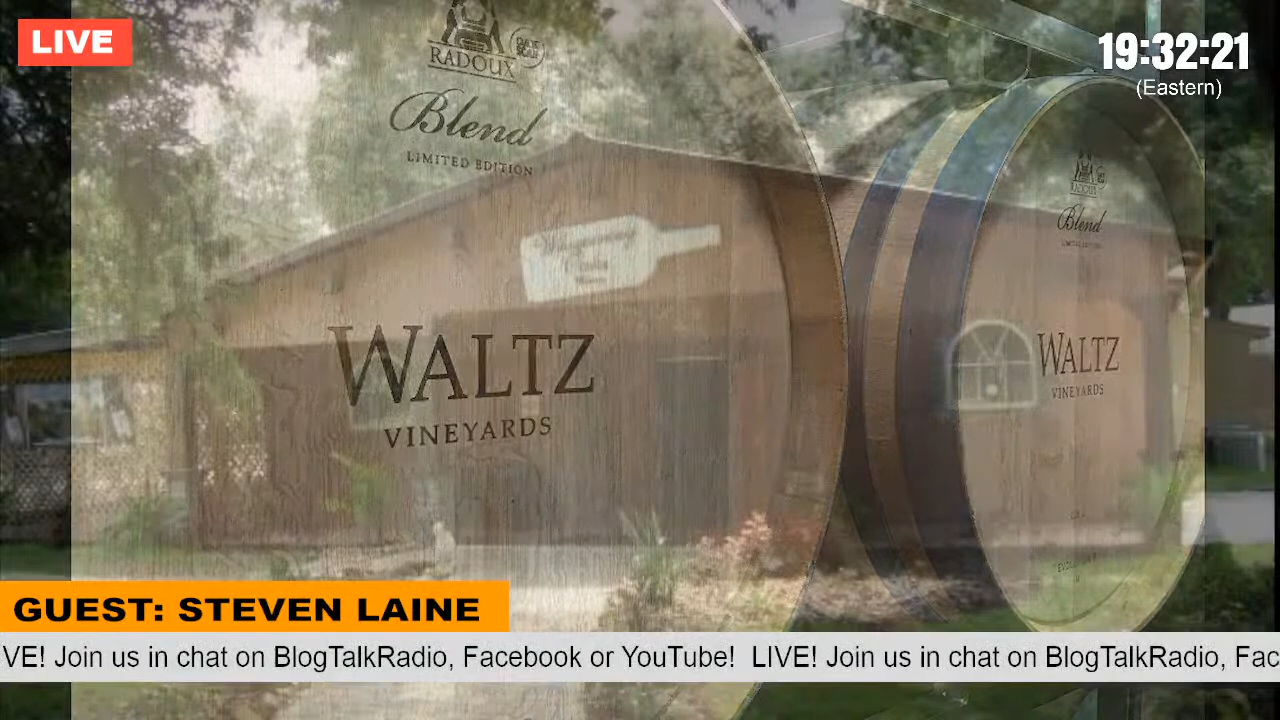 LIVE
19:32:21
(Eastern)
RADOUX
Blend
LIMITED EDITION
WALTZ
VINEYARDS
RADOUX
Blend
WALTZ
VINEYARDS
GUEST: STEVEN LAINE
VE! Join us in chat on BlogTalkRadio, Facebook or YouTube! LIVE! Join us in chat on BlogTalkRadio, Fac